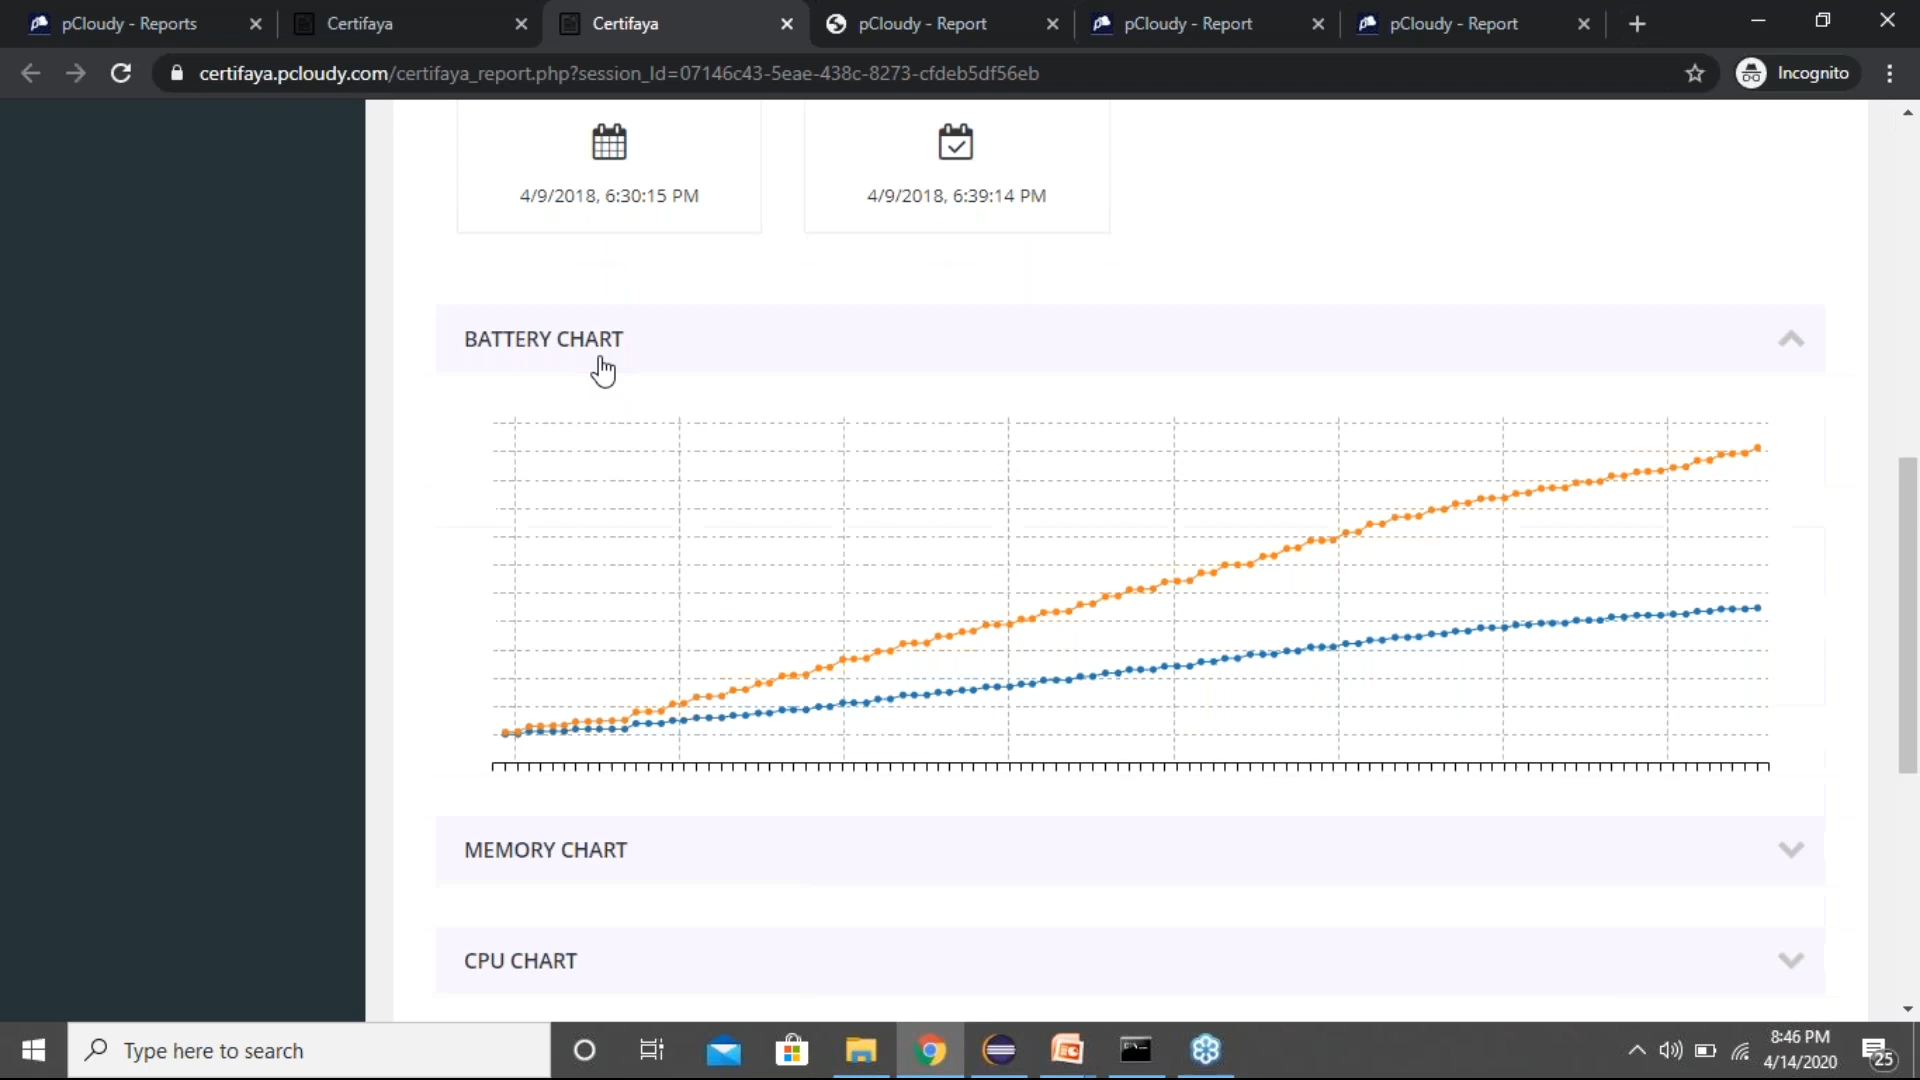 pCloudy - Reports
Certifaya
Certifaya
pCloudy - Report
pCloudy - Report
pCloudy - Report
certifaya.pcloudy.com/certifaya_report.php?session_Id=07146c43-5eae-438c-8273-cfdeb5df56eb
Incognito
4/9/2018, 6:30:15 PM
4/9/2018, 6:39:14 PM
BATTERY CHART
MEMORY CHART
CPU CHART
Type here to search
8:46 PM
4/14/2020
25